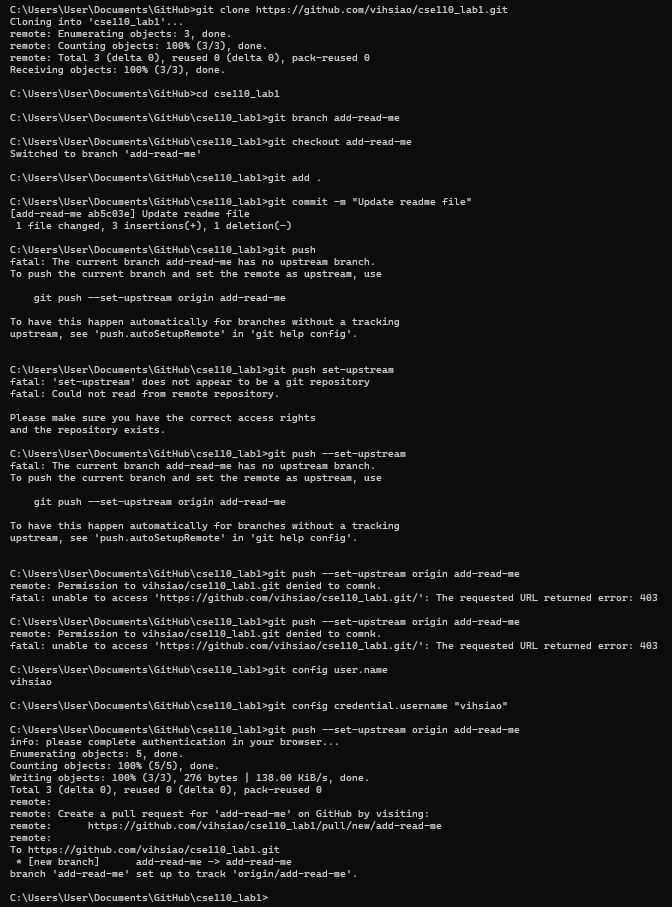 C:\Users\User\Documents\GitHub>git clone https://github.com/vihsiao/cse110_lab1.git
Cloning into 'cse110_lab1'...
remote: Enumerating objects: 3, done.
remote: Counting objects: 100% (3/3), done.
remote: Total 3 (delta 0), reused 0 (delta 0), pack-reused 0
Receiving objects: 100% (3/3), done.
C:\Users\User\Documents\GitHub>cd cse110_lab1
C:\Users\User\Documents\GitHub\cse110_lab1>git branch add-read-me
C:\Users\User\Documents\GitHub\cse110_lab1>git checkout add-read-me
Switched to branch 'add-read-me'
C:\Users\User\Documents\GitHub\cse110_lab1>git add .
C:\Users\User\Documents\GitHub\cse110_lab1>git commit -m "Update readme file"
[add-read-me ab5c03e] Update readme file
 1 file changed, 3 insertions(+), 1 deletion(-)
C:\Users\User\Documents\GitHub\cse110_lab1>git push
fatal: The current branch add-read-me has no upstream branch.
To push the current branch and set the remote as upstream, use
    git push --set-upstream origin add-read-me
To have this happen automatically for branches without a tracking
upstream, see 'push.autoSetupRemote' in 'git help config'.
C:\Users\User\Documents\GitHub\cse110_lab1>git push set-upstream
fatal: 'set-upstream' does not appear to be a git repository
fatal: Could not read from remote repository.
Please make sure you have the correct access rights
and the repository exists.
C:\Users\User\Documents\GitHub\cse110_lab1>git push --set-upstream
fatal: The current branch add-read-me has no upstream branch.
To push the current branch and set the remote as upstream, use
    git push --set-upstream origin add-read-me
To have this happen automatically for branches without a tracking
upstream, see 'push.autoSetupRemote' in 'git help config'.
C:\Users\User\Documents\GitHub\cse110_lab1>git push --set-upstream origin add-read-me
remote: Permission to vihsiao/cse110_lab1.git denied to comnk.
fatal: unable to access 'https://github.com/vihsiao/cse110_lab1.git/': The requested URL returned error: 403
C:\Users\User\Documents\GitHub\cse110_lab1>git push --set-upstream origin add-read-me
remote: Permission to vihsiao/cse110_lab1.git denied to comnk.
fatal: unable to access 'https://github.com/vihsiao/cse110_lab1.git/': The requested URL returned error: 403
C:\Users\User\Documents\GitHub\cse110_lab1>git config user.name
vihsiao
C:\Users\User\Documents\GitHub\cse110_lab1>git config credential.username "vihsiao"
C:\Users\User\Documents\GitHub\cse110_lab1>git push --set-upstream origin add-read-me
info: please complete authentication in your browser...
Enumerating objects: 5, done.
Counting objects: 100% (5/5), done.
Writing objects: 100% (3/3), 276 bytes | 138.00 KiB/s, done.
Total 3 (delta 0), reused 0 (delta 0), pack-reused 0
remote:
remote: Create a pull request for 'add-read-me' on GitHub by visiting:
remote:      https://github.com/vihsiao/cse110_lab1/pull/new/add-read-me
remote:
To https://github.com/vihsiao/cse110_lab1.git
 * [new branch]      add-read-me -> add-read-me
branch 'add-read-me' set up to track 'origin/add-read-me'.
C:\Users\User\Documents\GitHub\cse110_lab1>